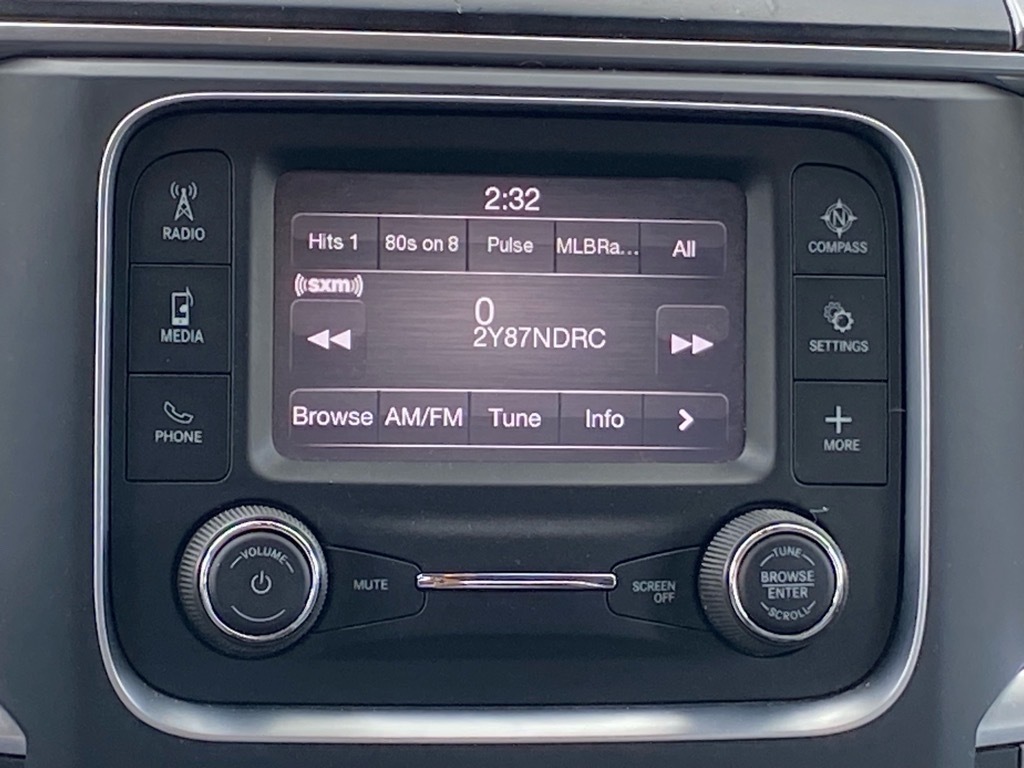 2:32
Hits 1 80s on 8 Pulse MLBRa... All
((sxm))
0
2Y87NDRC
Browse AM/FM Tune Info >
RADIO
MEDIA
PHONE
N
COMPASS
SETTINGS
MORE
VOLUME
MUTE
SCREEN
OFF
TUNE
BROWSE
ENTER
SCROLL